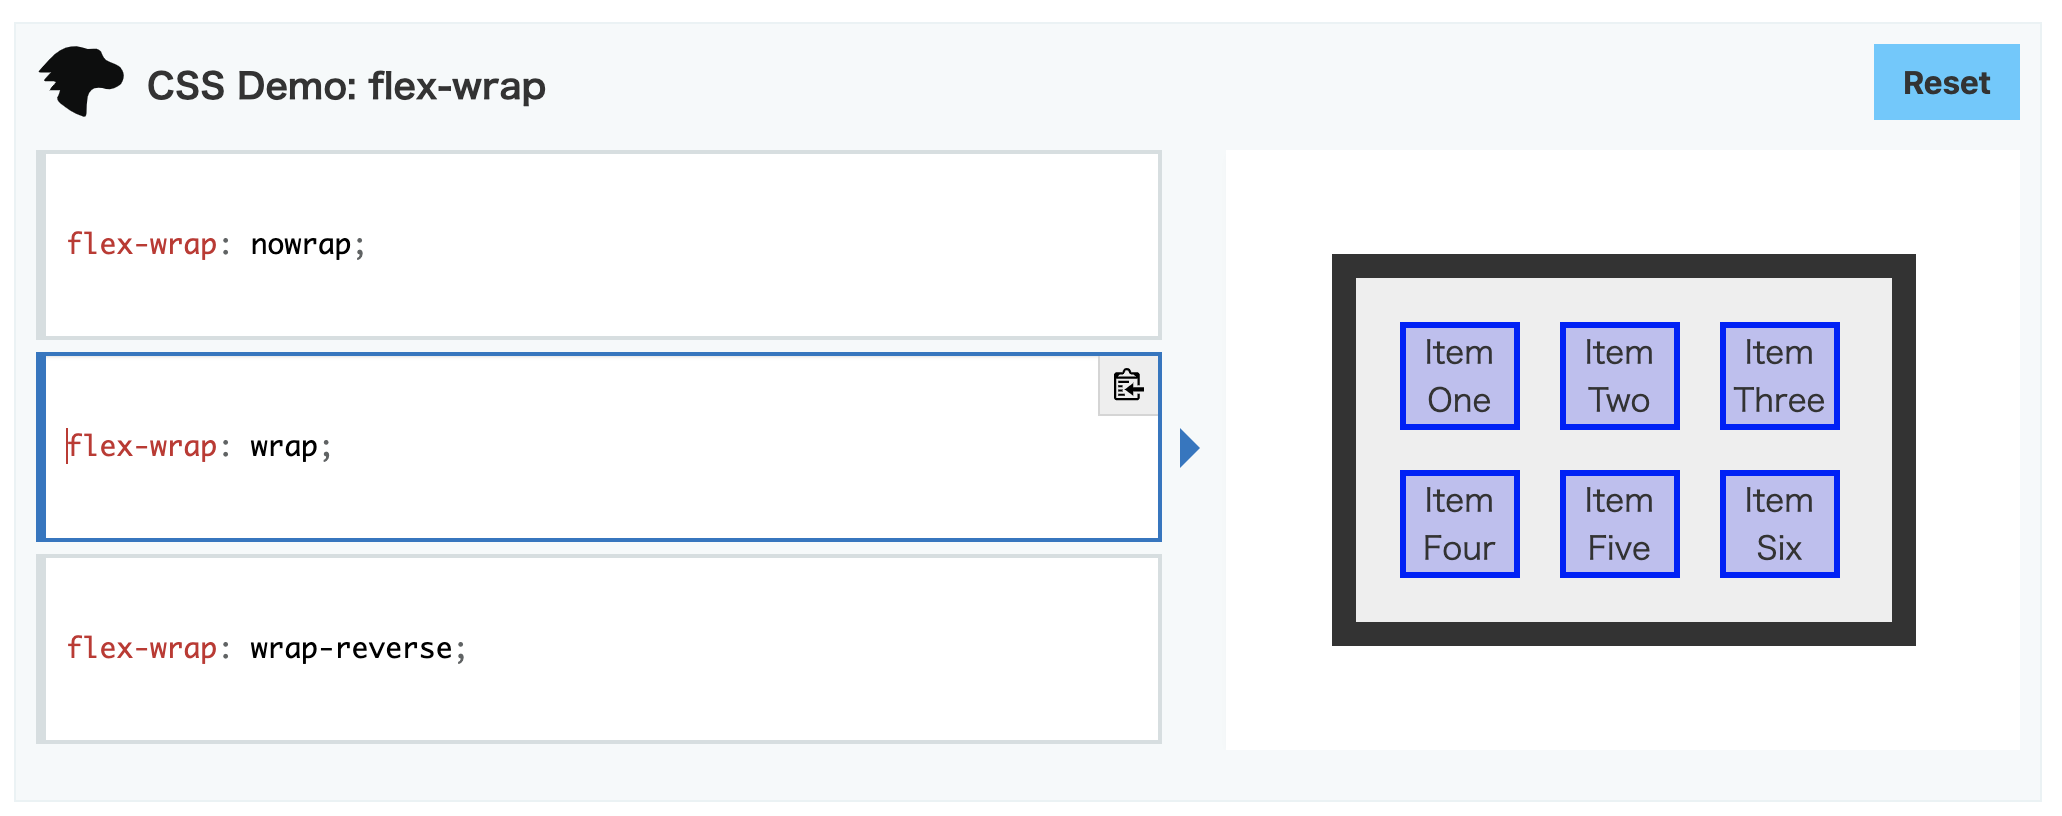 CSS Demo: flex-wrap
Reset
flex-wrap: nowrap;
flex-wrap: wrap;
flex-wrap: wrap-reverse;
Item
One
Item
Two
Item
Three
Item
Four
Item
Five
Item
Six